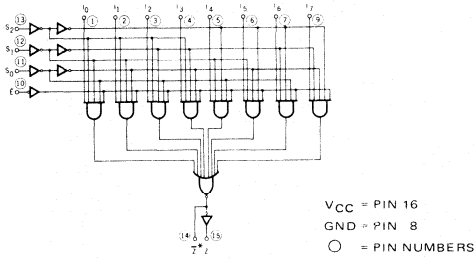 I0 I1 I2 I3 I4 I5 I6 I7
1 2 3 4 5 6 7 9
13
S2
12
S1
11
S0
10
E
14 15
Z* Z
VCC = PIN 16
GND = PIN 8
= PIN NUMBERS